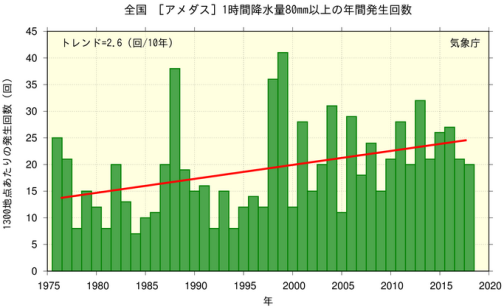 全国 ［アメダス］1時間降水量80mm以上の年間発生回数
トレンド=2.6（回/10年）
気象庁
1300地点あたりの発生回数（回）
45
40
35
30
25
20
15
10
5
0
1975 1980 1985 1990 1995 2000 2005 2010 2015 2020
年